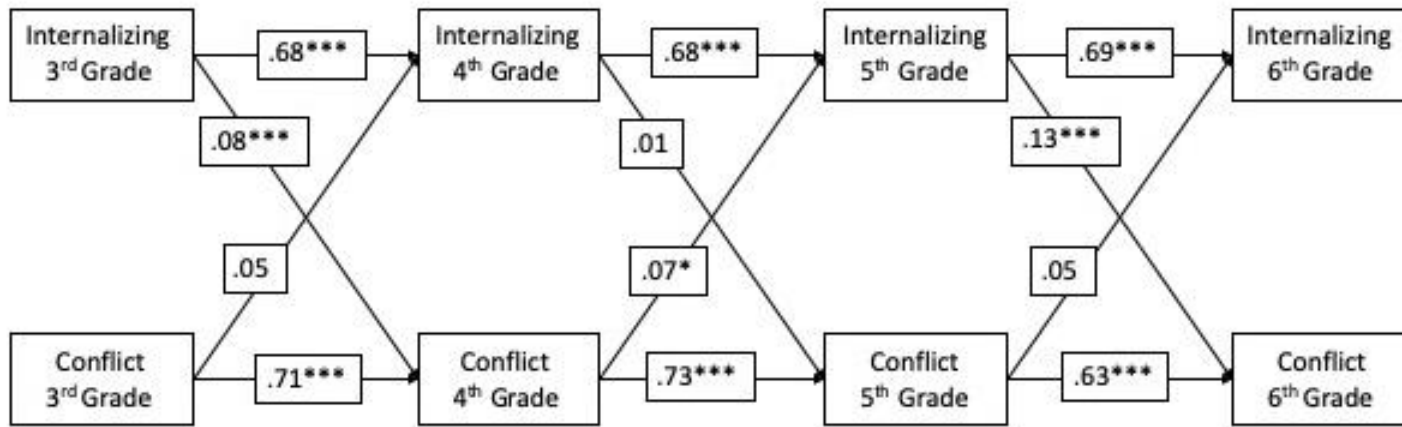 Internalizing
3rd Grade
.68***
Internalizing
4th Grade
.68***
Internalizing
5th Grade
.69***
Internalizing
6th Grade
.08***
.01
.13***
.05
.07*
.05
Conflict
3rd Grade
.71***
Conflict
4th Grade
.73***
Conflict
5th Grade
.63***
Conflict
6th Grade